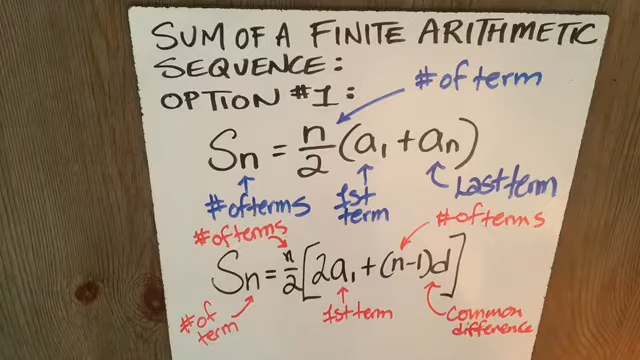 SUM OF A FINITE ARITHMETIC
SEQUENCE:
OPTION #1:
# of term
Sn = n/2 (a₁ + an)
# of terms
1st term
Last term
# of terms
# of terms
Sn = n/2 [2a₁ + (n-1)d]
# of term
1st term
Common difference